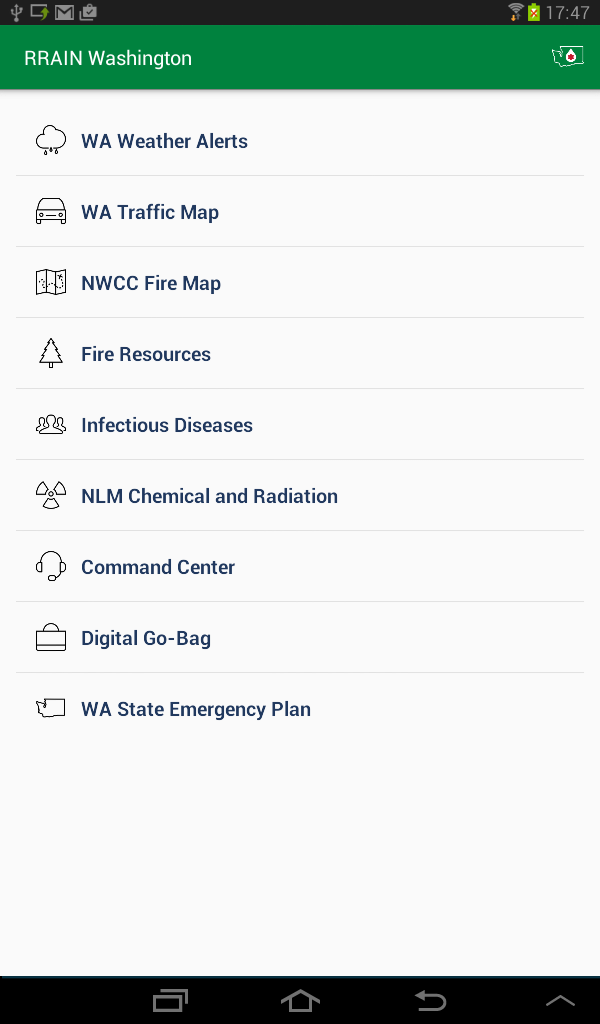 17:47
RRAIN Washington
WA Weather Alerts
WA Traffic Map
NWCC Fire Map
Fire Resources
Infectious Diseases
NLM Chemical and Radiation
Command Center
Digital Go-Bag
WA State Emergency Plan